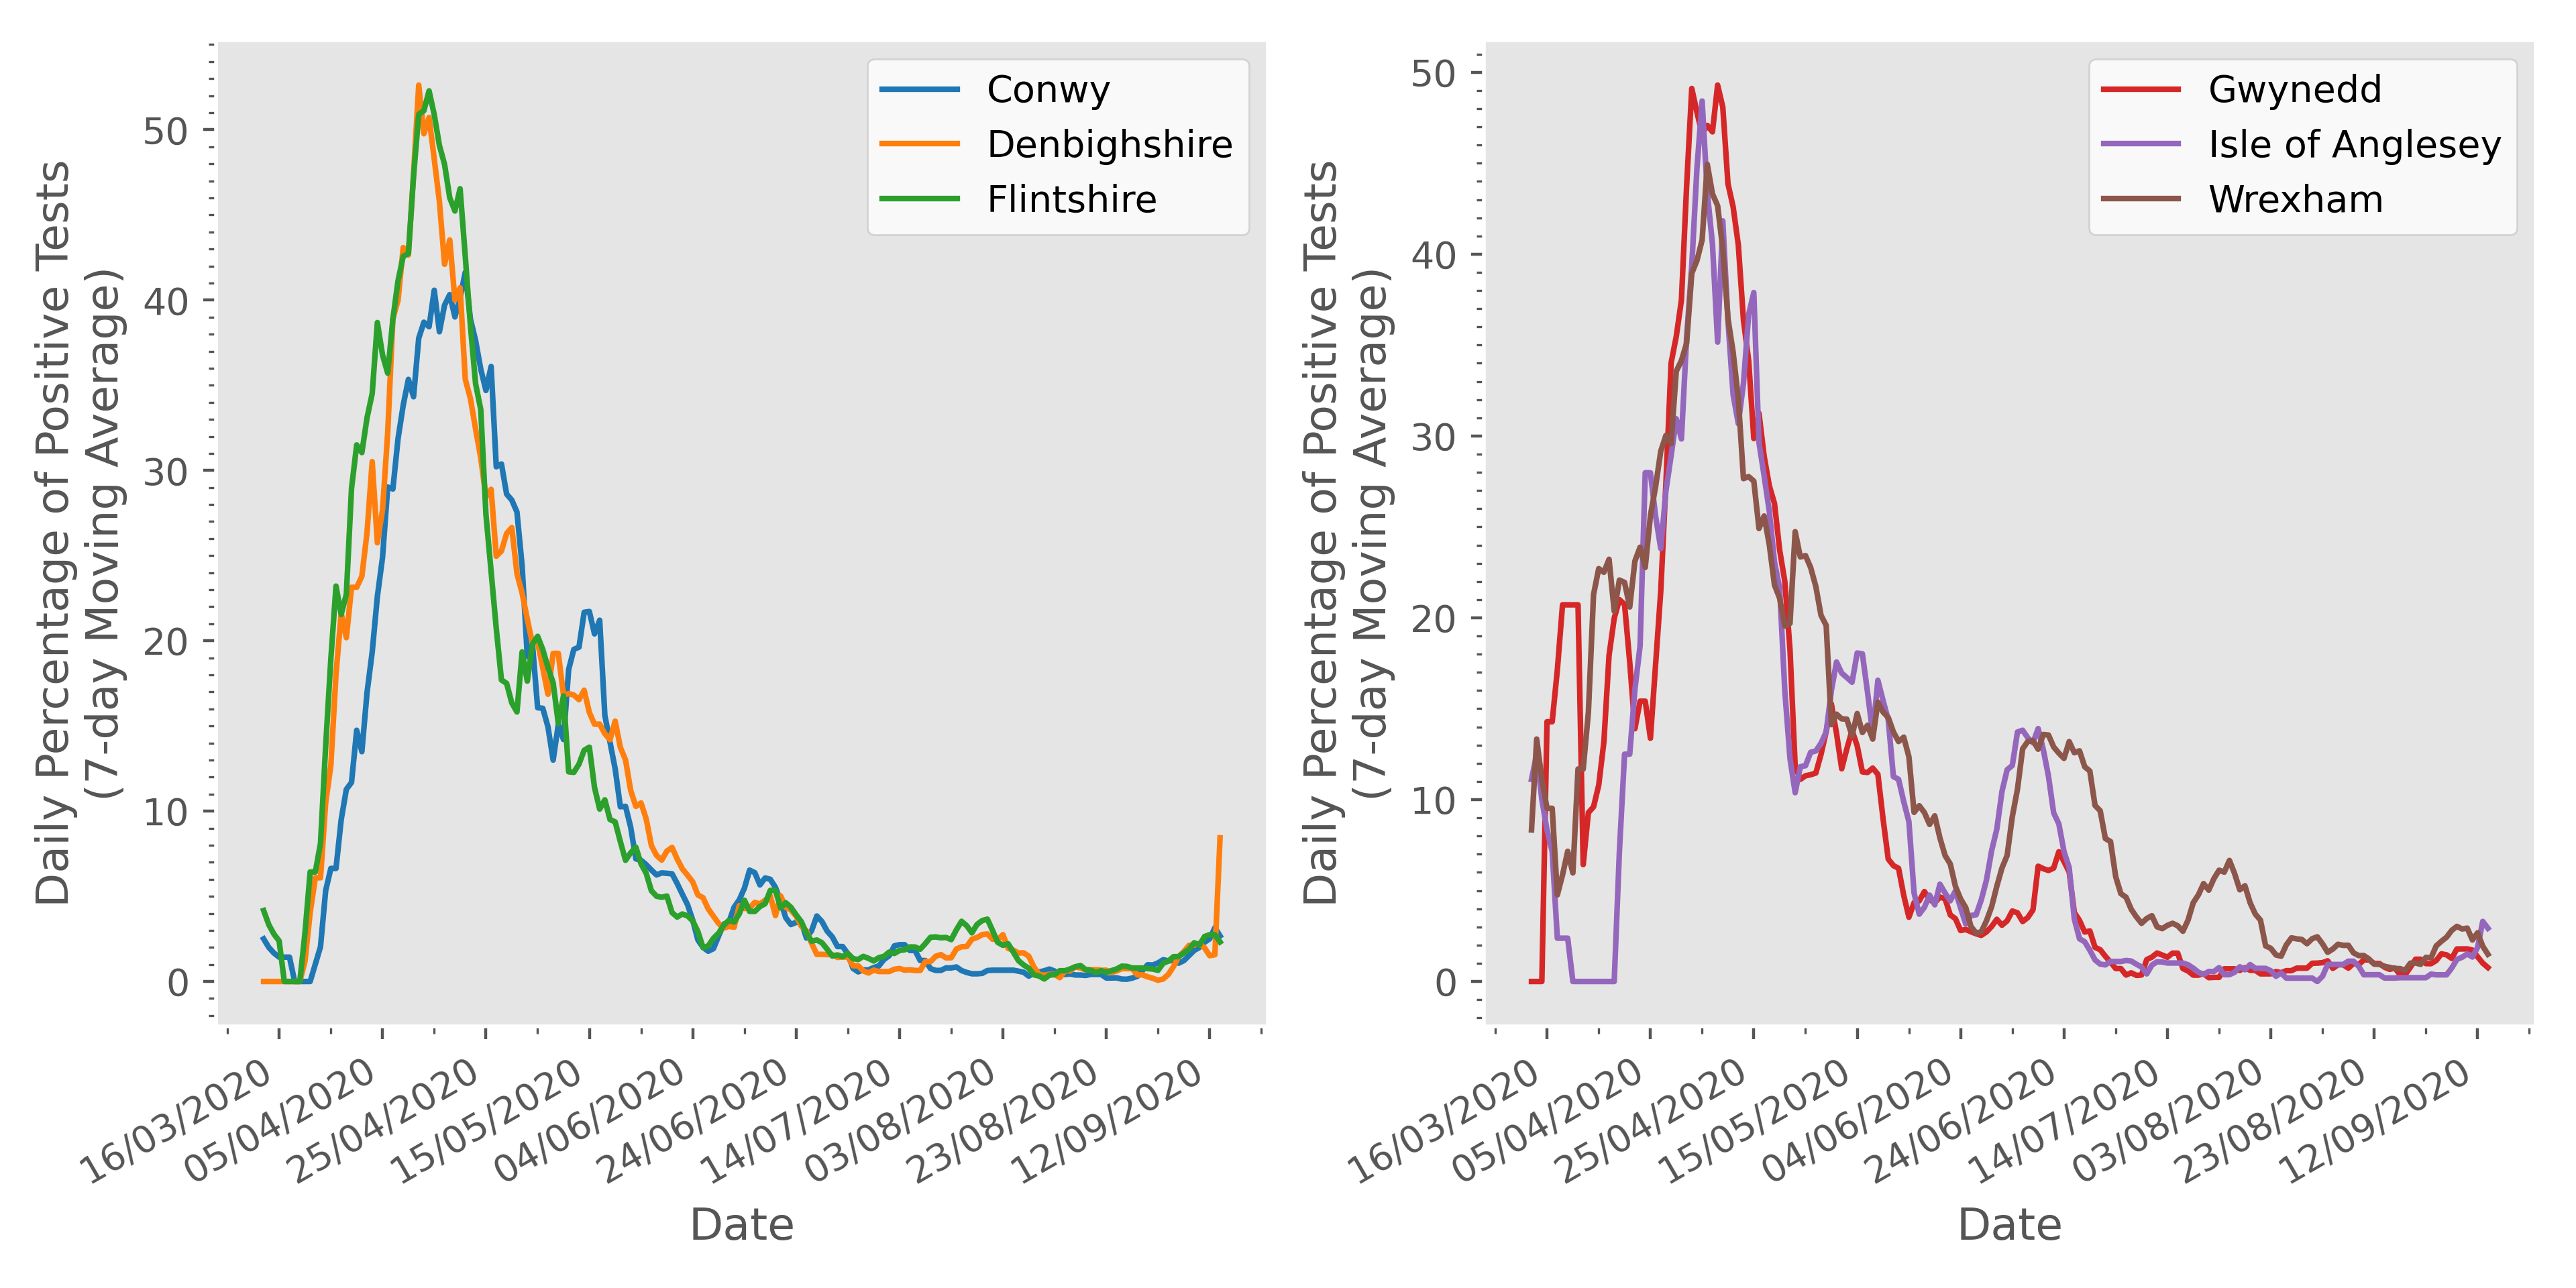 Daily Percentage of Positive Tests
(7-day Moving Average)
50
40
30
20
10
0
Conwy
Denbighshire
Flintshire
16/03/2020
05/04/2020
25/04/2020
15/05/2020
04/06/2020
24/06/2020
14/07/2020
03/08/2020
23/08/2020
12/09/2020
Date
Daily Percentage of Positive Tests
(7-day Moving Average)
50
40
30
20
10
0
Gwynedd
Isle of Anglesey
Wrexham
16/03/2020
05/04/2020
25/04/2020
15/05/2020
04/06/2020
24/06/2020
14/07/2020
03/08/2020
23/08/2020
12/09/2020
Date